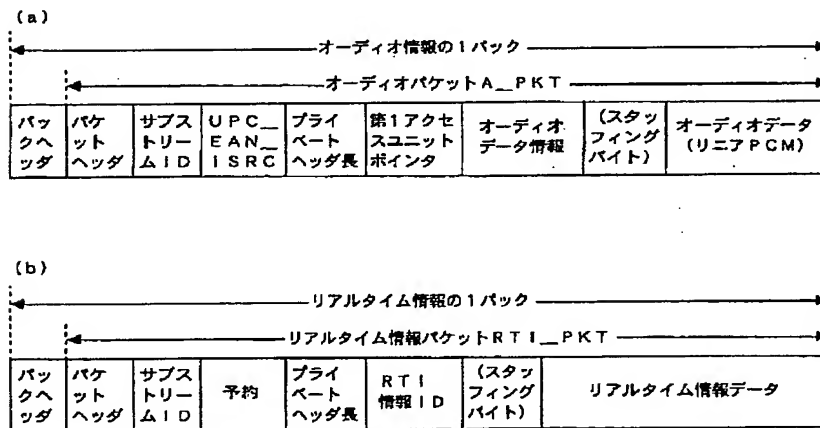 (a)
オーディオ情報の1パック
オーディオパケットA_PKT
パッ
クヘ
ッダ
パケ
ット
ヘッダ
サブス
トリー
ムID
UPC_
EAN_
ISRC
プライ
ベート
ヘッダ長
第1アクセ
スユニット
ポインタ
オーディオ
データ情報
(スタッ
フィング
バイト)
オーディオデータ
(リニアPCM)
(b)
リアルタイム情報の1パック
リアルタイム情報パケットRTI_PKT
パッ
クヘ
ッダ
パケ
ット
ヘッダ
サブス
トリー
ムID
予約
プライ
ベート
ヘッダ長
RTI
情報ID
(スタッ
フィング
バイト)
リアルタイム情報データ